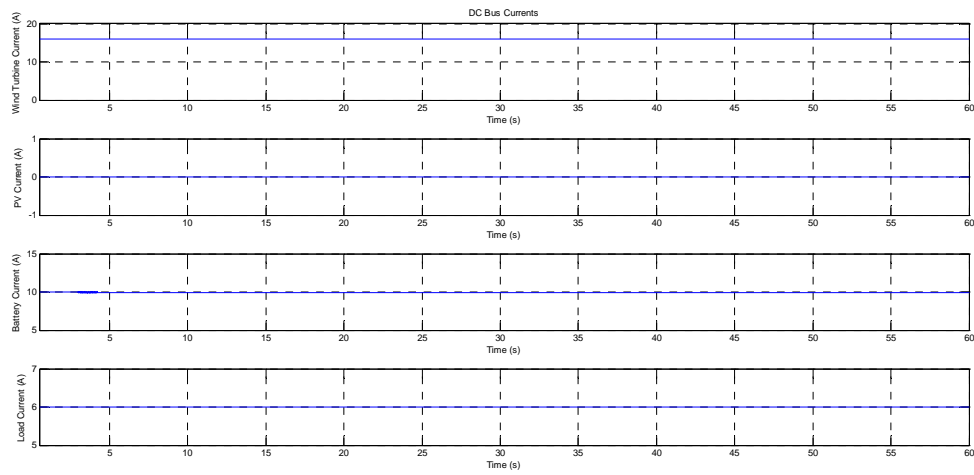 DC Bus Currents
Wind Turbine Current (A)
20
10
0
5 10 15 20 25 30 35 40 45 50 55 60
Time (s)
PV Current (A)
1
0
-1
5 10 15 20 25 30 35 40 45 50 55 60
Time (s)
Battery Current (A)
15
10
5
5 10 15 20 25 30 35 40 45 50 55 60
Time (s)
Load Current (A)
7
6
5
5 10 15 20 25 30 35 40 45 50 55 60
Time (s)